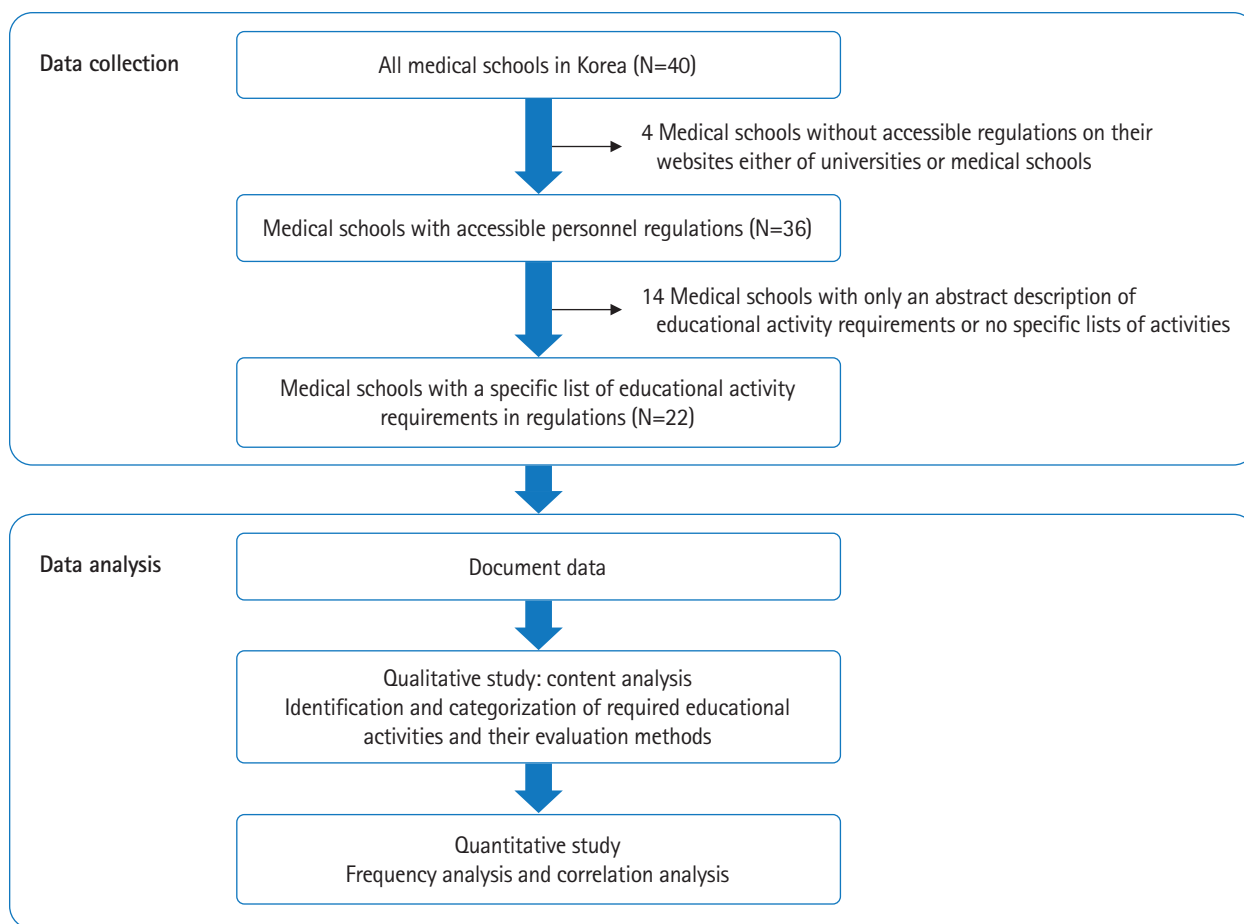 Data collection
All medical schools in Korea (N=40)
4 Medical schools without accessible regulations on their
websites either of universities or medical schools
Medical schools with accessible personnel regulations (N=36)
14 Medical schools with only an abstract description of
educational activity requirements or no specific lists of activities
Medical schools with a specific list of educational activity
requirements in regulations (N=22)
Data analysis
Document data
Qualitative study: content analysis
Identification and categorization of required educational
activities and their evaluation methods
Quantitative study
Frequency analysis and correlation analysis